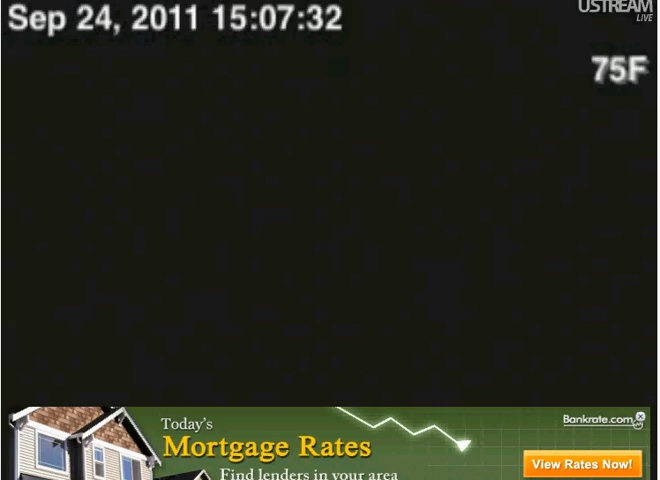 Sep 24, 2011 15:07:32
USTREAM
LIVE
75F
Today's
Mortgage Rates
Find lenders in your area
Bankrate.com
View Rates Now!